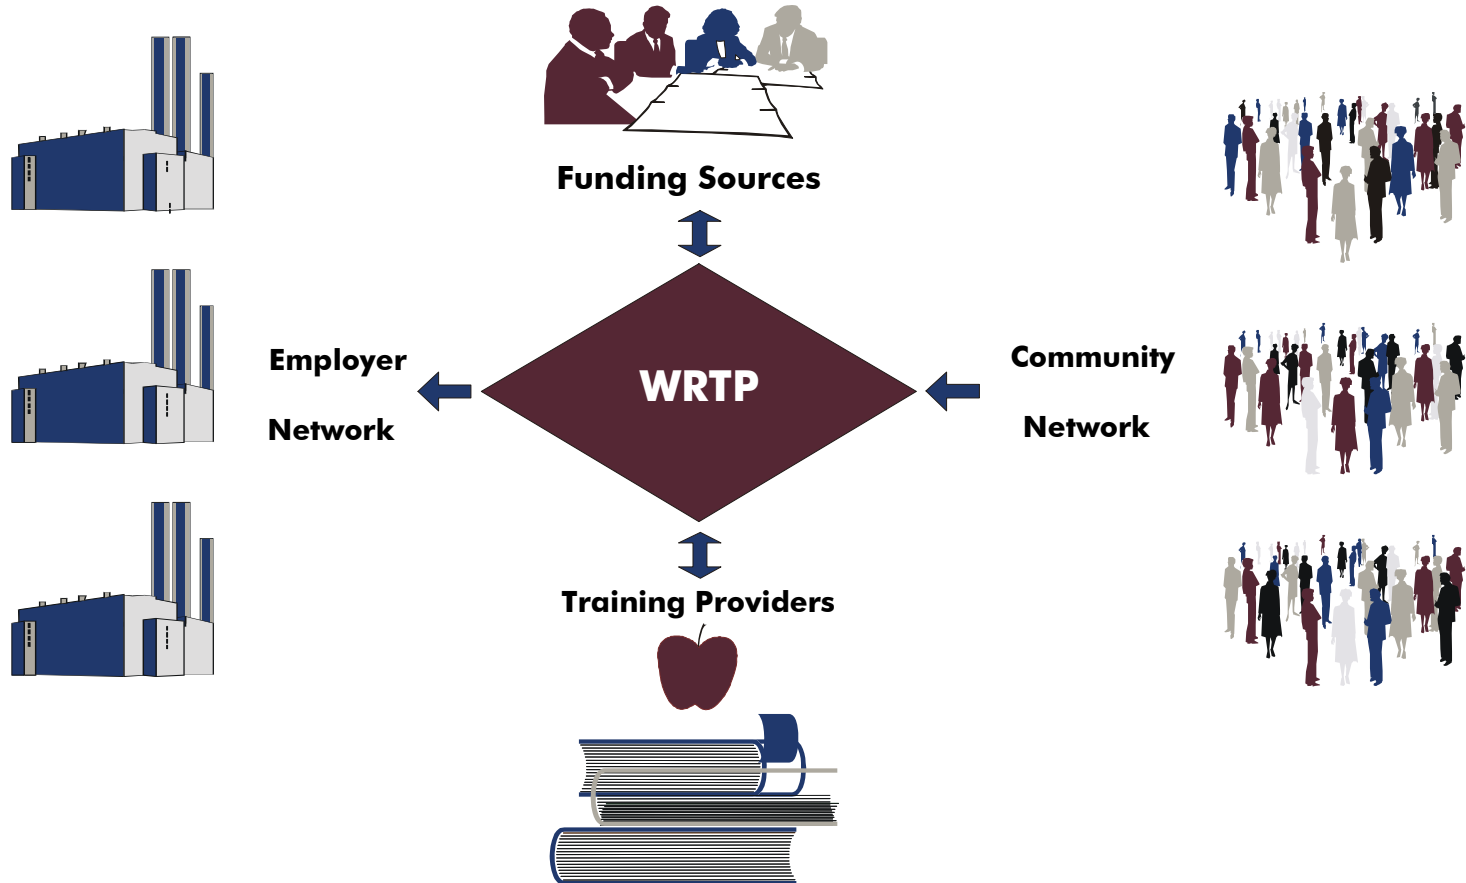 Funding Sources
Employer
Network
WRTP
Community
Network
Training Providers